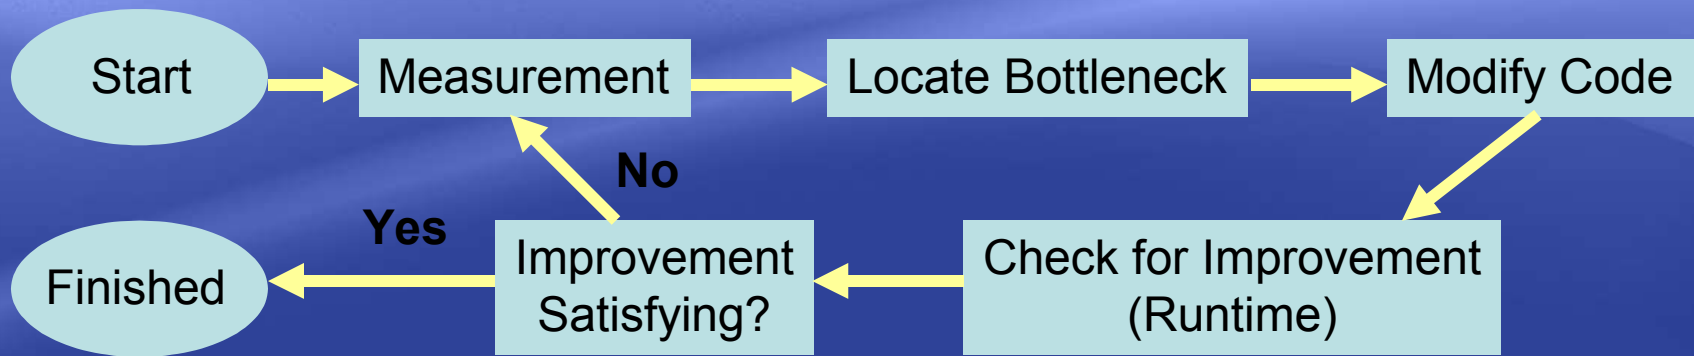 Start
Measurement
Locate Bottleneck
Modify Code
No
Yes
Finished
Improvement
Satisfying?
Check for Improvement
(Runtime)